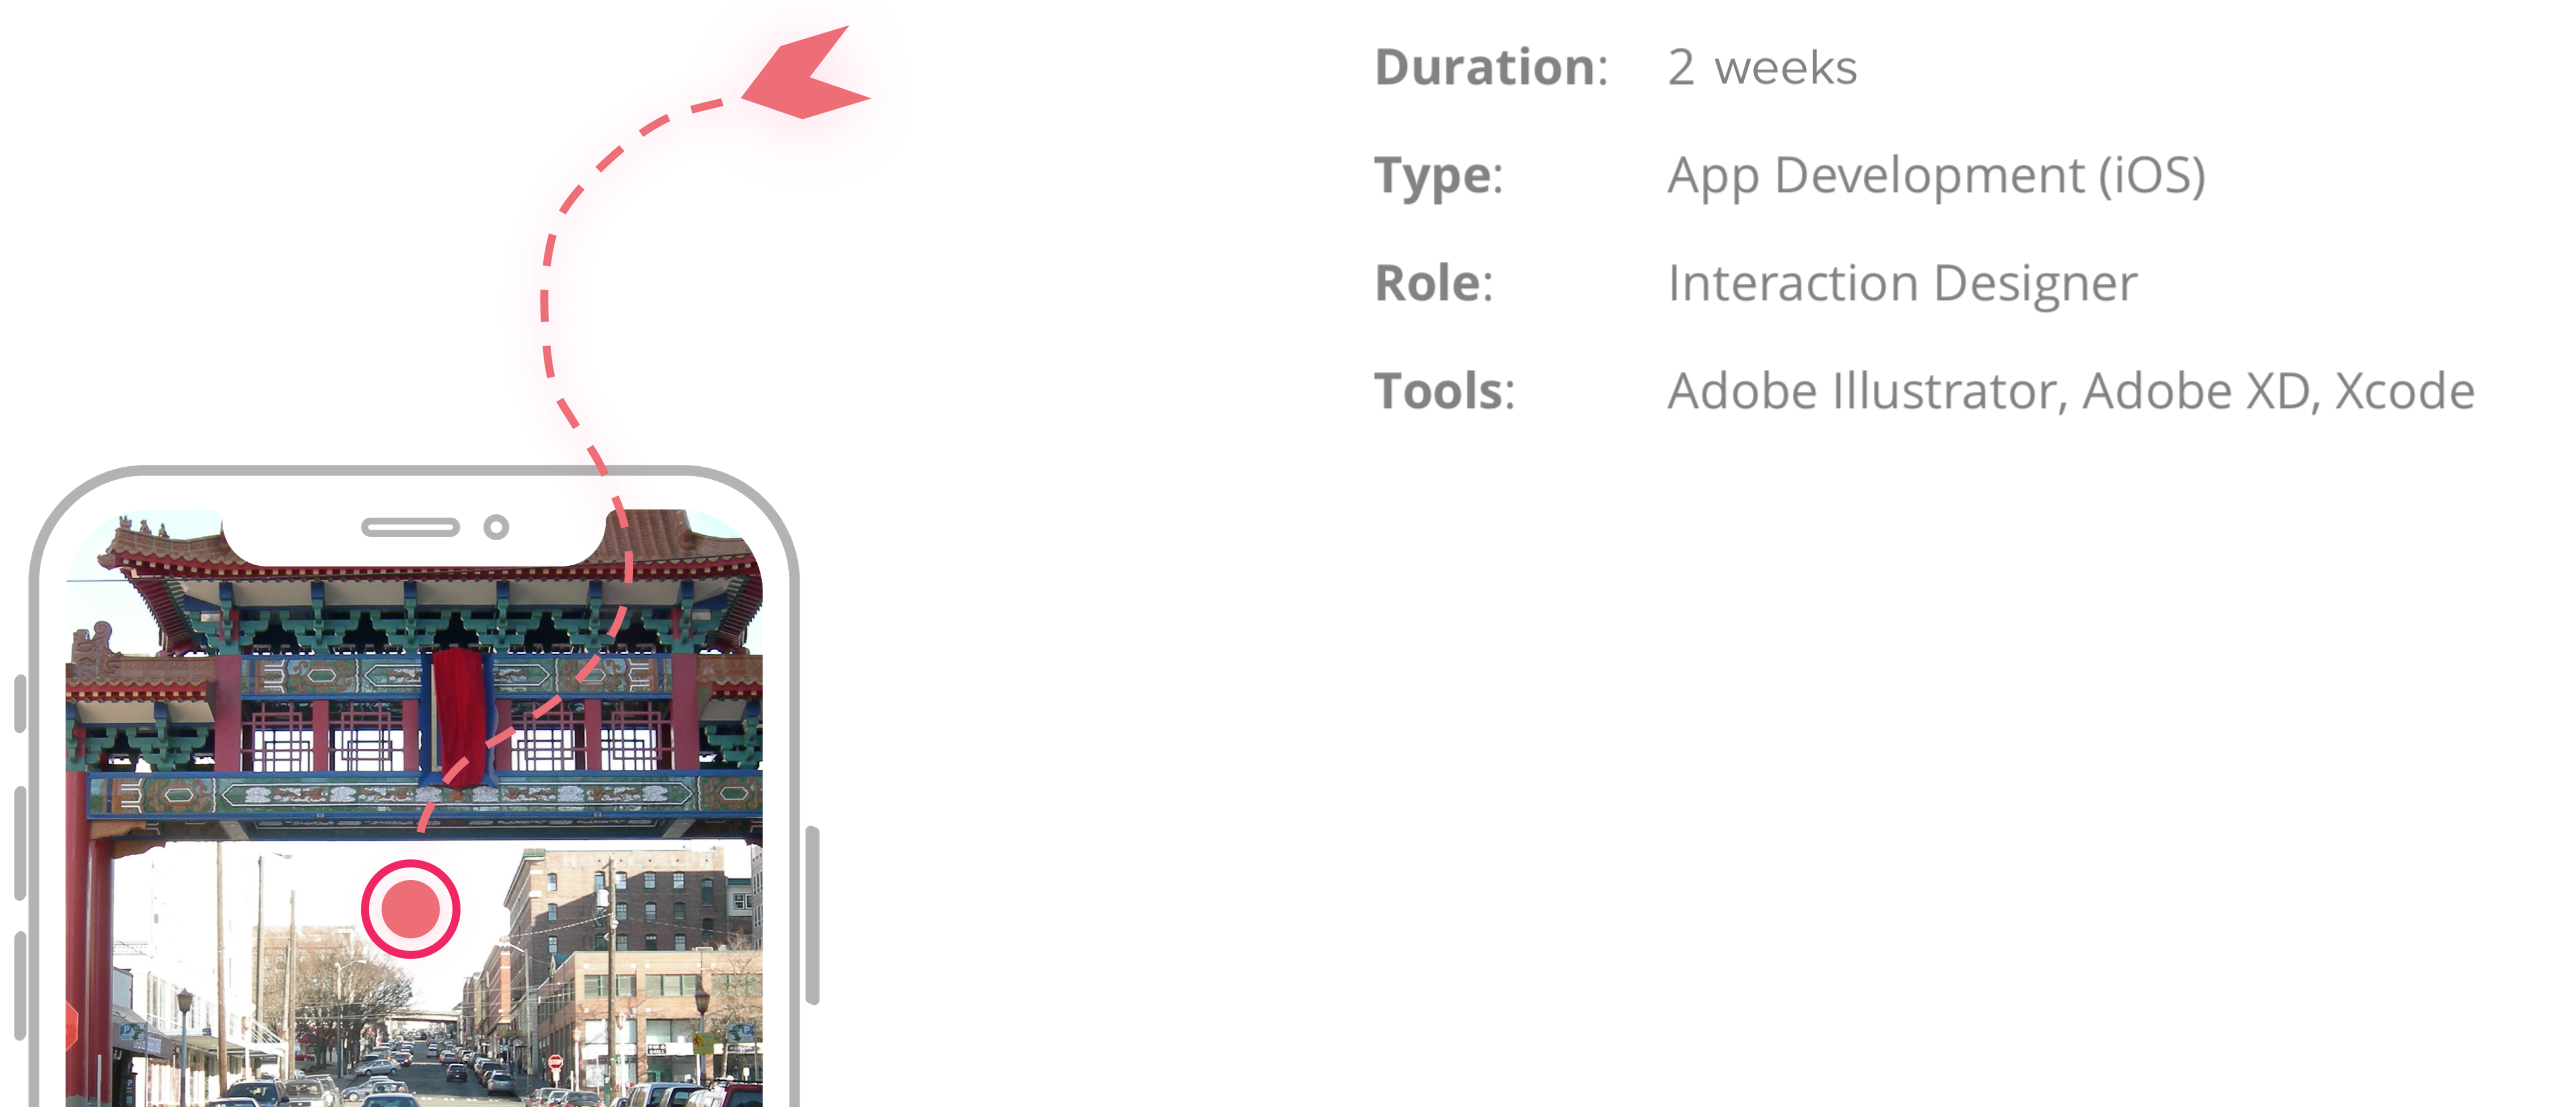 Duration: 2 weeks
Type: App Development (iOS)
Role: Interaction Designer
Tools: Adobe Illustrator, Adobe XD, Xcode